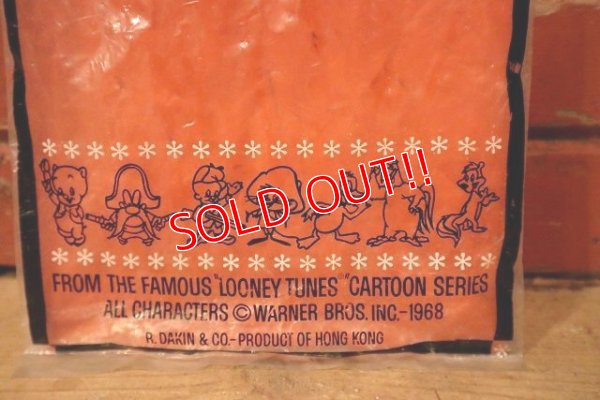 SOLD OUT!!
FROM THE FAMOUS "LOONEY TUNES" CARTOON SERIES
ALL CHARACTERS © WARNER BROS. INC.-1968
R. DAKIN & CO.-PRODUCT OF HONG KONG